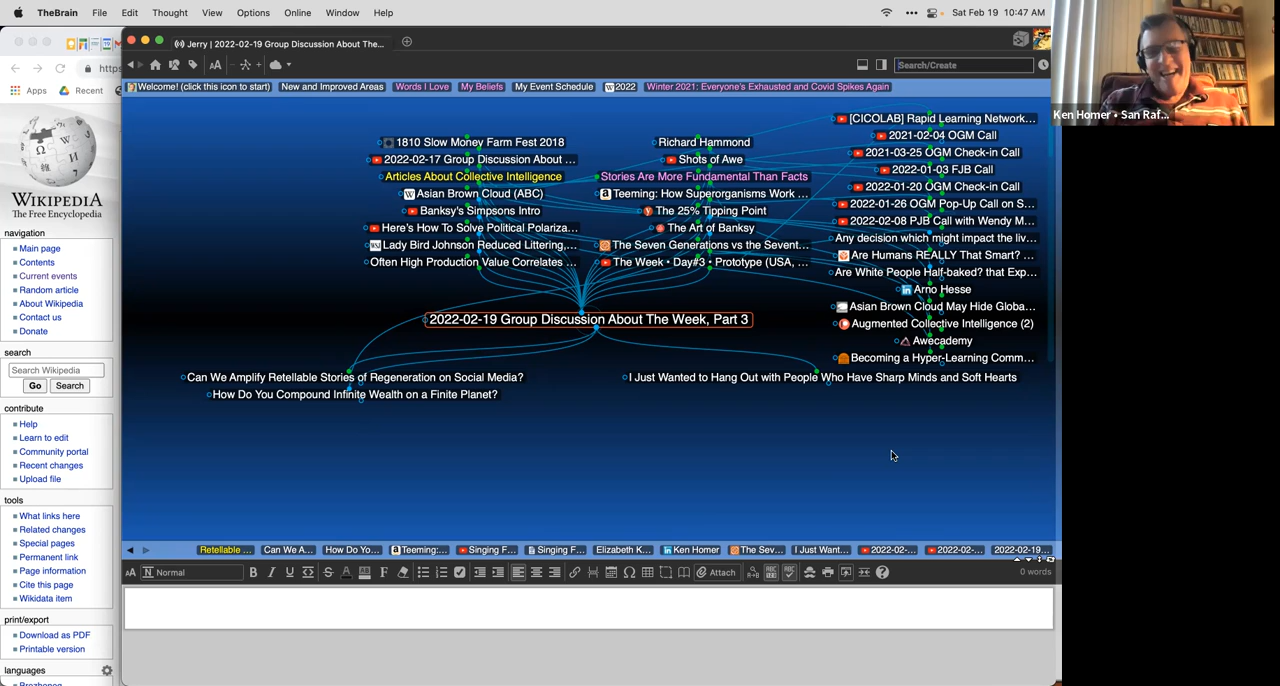 TheBrain File Edit Thought View Options Online Window Help
Sat Feb 19 10:47 AM
Jerry | 2022-02-19 Group Discussion About The...
https
Apps Recent
Search/Create
Welcome! (click this icon to start) New and Improved Areas Words I Love My Beliefs My Event Schedule 2022 Winter 2021: Everyone's Exhausted and Covid Spikes Again
Ken Homer • San Raf...
WIKIPEDIA
The Free Encyclopedia
navigation
Main page
Contents
Current events
Random article
About Wikipedia
Contact us
Donate
search
Search Wikipedia
Go Search
contribute
Help
Learn to edit
Community portal
Recent changes
Upload file
tools
What links here
Related changes
Special pages
Permanent link
Page information
Cite this page
Wikidata item
print/export
Download as PDF
Printable version
languages
1810 Slow Money Farm Fest 2018
2022-02-17 Group Discussion About ...
Articles About Collective Intelligence
Asian Brown Cloud (ABC)
Banksy's Simpsons Intro
Here's How To Solve Political Polariza...
Lady Bird Johnson Reduced Littering,...
Often High Production Value Correlates ...
Richard Hammond
Shots of Awe
Stories Are More Fundamental Than Facts
Teeming: How Superorganisms Work ...
The 25% Tipping Point
The Art of Banksy
The Seven Generations vs the Sevent...
The Week • Day#3 • Prototype (USA, ...
[CICOLAB] Rapid Learning Network...
2021-02-04 OGM Call
2021-03-25 OGM Check-in Call
2022-01-03 FJB Call
2022-01-20 OGM Check-in Call
2022-01-26 OGM Pop-Up Call on S...
2022-02-08 PJB Call with Wendy M...
Any decision which might impact the liv...
Are Humans REALLY That Smart? ...
Are White People Half-baked? that Exp...
Arno Hesse
Asian Brown Cloud May Hide Globa...
Augmented Collective Intelligence (2)
Awecademy
Becoming a Hyper-Learning Comm...
2022-02-19 Group Discussion About The Week, Part 3
Can We Amplify Retellable Stories of Regeneration on Social Media?
How Do You Compound Infinite Wealth on a Finite Planet?
I Just Wanted to Hang Out with People Who Have Sharp Minds and Soft Hearts
Retellable ... Can We A... How Do Yo... Teeming:... Singing F... Singing F... Elizabeth K... Ken Homer The Sev... I Just Want... 2022-02-... 2022-02-... 2022-02-19...
Normal
Attach
0 words